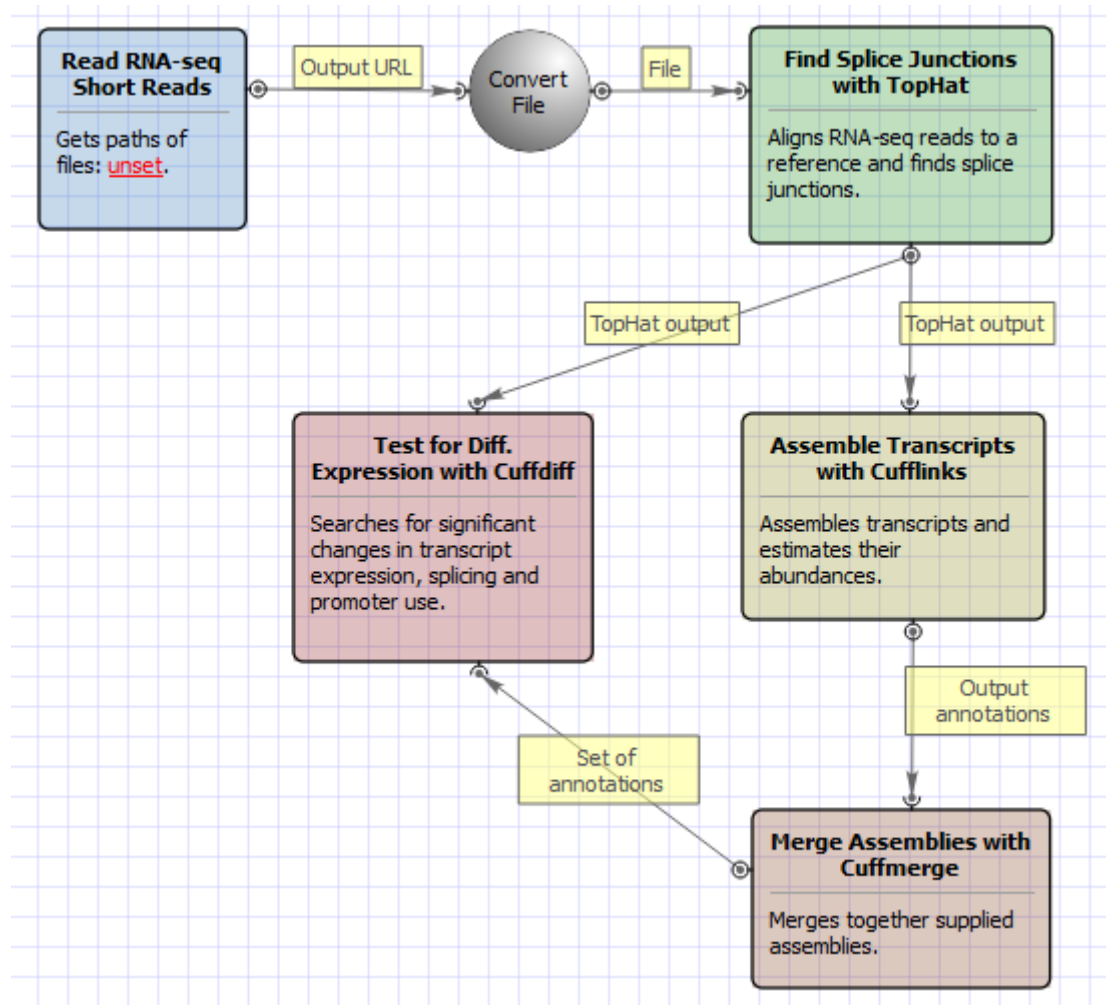 Read RNA-seq
Short Reads
Gets paths of
files: unset.
Output URL
Convert
File
File
Find Splice Junctions
with TopHat
Aligns RNA-seq reads to a
reference and finds splice
junctions.
TopHat output
TopHat output
Test for Diff.
Expression with Cuffdiff
Searches for significant
changes in transcript
expression, splicing and
promoter use.
Assemble Transcripts
with Cufflinks
Assembles transcripts and
estimates their
abundances.
Output
annotations
Set of
annotations
Merge Assemblies with
Cuffmerge
Merges together supplied
assemblies.